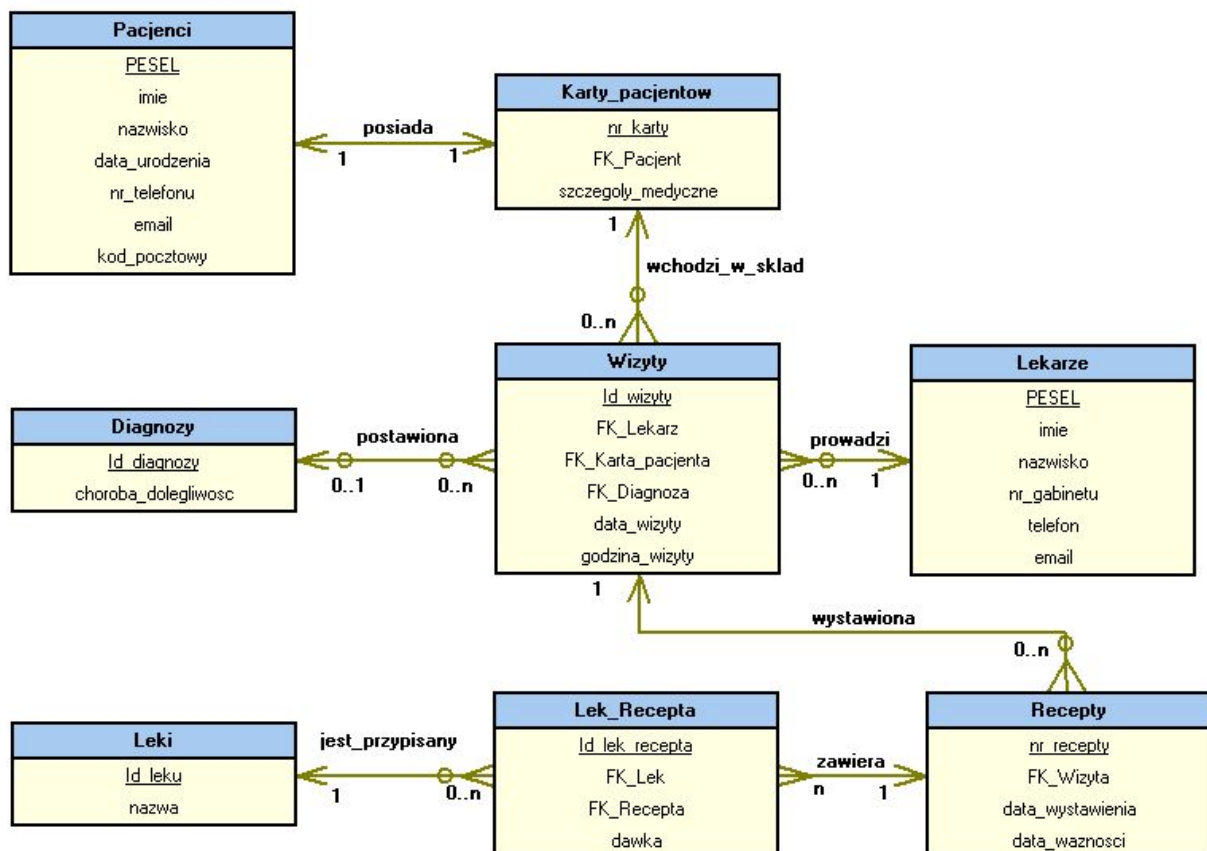 Pacjenci
PESEL
imie
nazwisko
data_urodzenia
nr_telefonu
email
kod_pocztowy
posiada
1
1
Karty_pacjentow
nr_karty
FK_Pacjent
szczegoly_medyczne
1
wchodzi_w_sklad
0..n
Wizyty
Id_wizyty
FK_Lekarz
FK_Karta_pacjenta
FK_Diagnoza
data_wizyty
godzina_wizyty
Diagnozy
Id_diagnozy
choroba_dolegliwosc
postawiona
0..1
0..n
prowadzi
0..n
1
Lekarze
PESEL
imie
nazwisko
nr_gabinetu
telefon
email
1
wystawiona
0..n
Leki
Id_leku
nazwa
jest_przypisany
1
0..n
Lek_Recepta
Id_lek_recepta
FK_Lek
FK_Recepta
dawka
zawiera
n
1
Recepty
nr_recepty
FK_Wizyta
data_wystawienia
data_waznosci